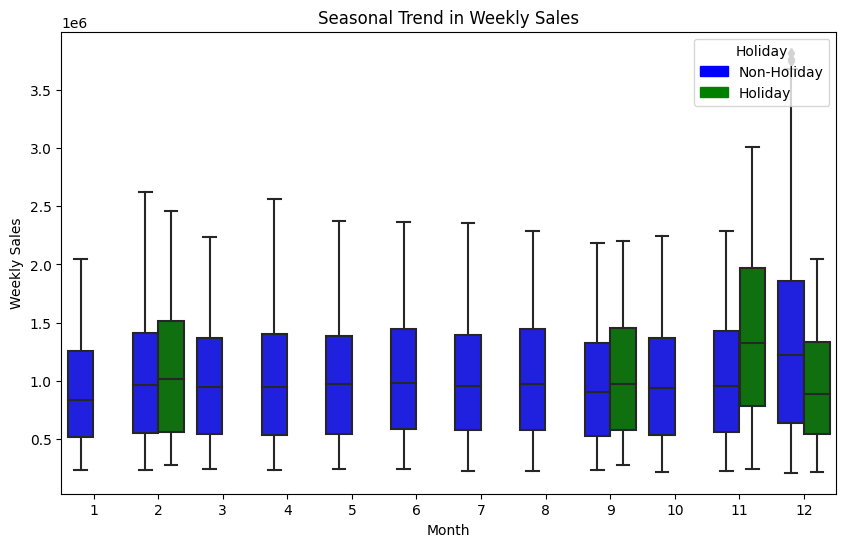 Seasonal Trend in Weekly Sales
1e6
Holiday
Non-Holiday
Holiday
3.5
3.0
2.5
2.0
1.5
1.0
0.5
Weekly Sales
1 2 3 4 5 6 7 8 9 10 11 12
Month